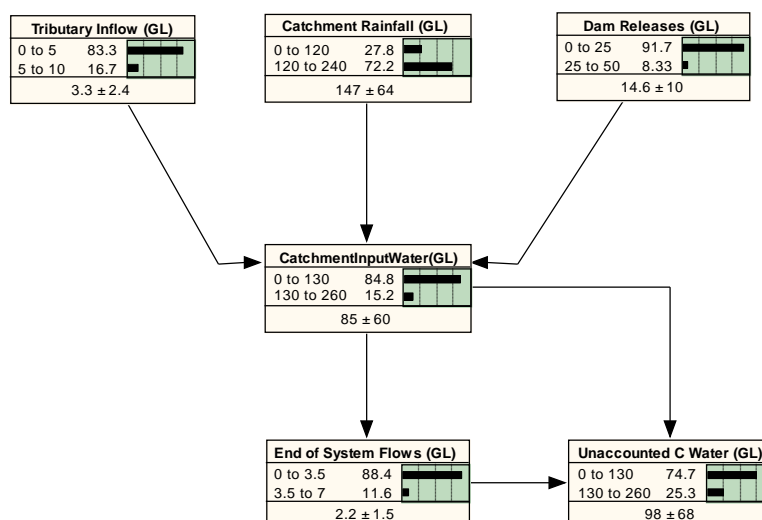 Tributary Inflow (GL)
0 to 5 83.3
5 to 10 16.7
3.3 ± 2.4
Catchment Rainfall (GL)
0 to 120 27.8
120 to 240 72.2
147 ± 64
Dam Releases (GL)
0 to 25 91.7
25 to 50 8.33
14.6 ± 10
CatchmentInputWater(GL)
0 to 130 84.8
130 to 260 15.2
85 ± 60
End of System Flows (GL)
0 to 3.5 88.4
3.5 to 7 11.6
2.2 ± 1.5
Unaccounted C Water (GL)
0 to 130 74.7
130 to 260 25.3
98 ± 68